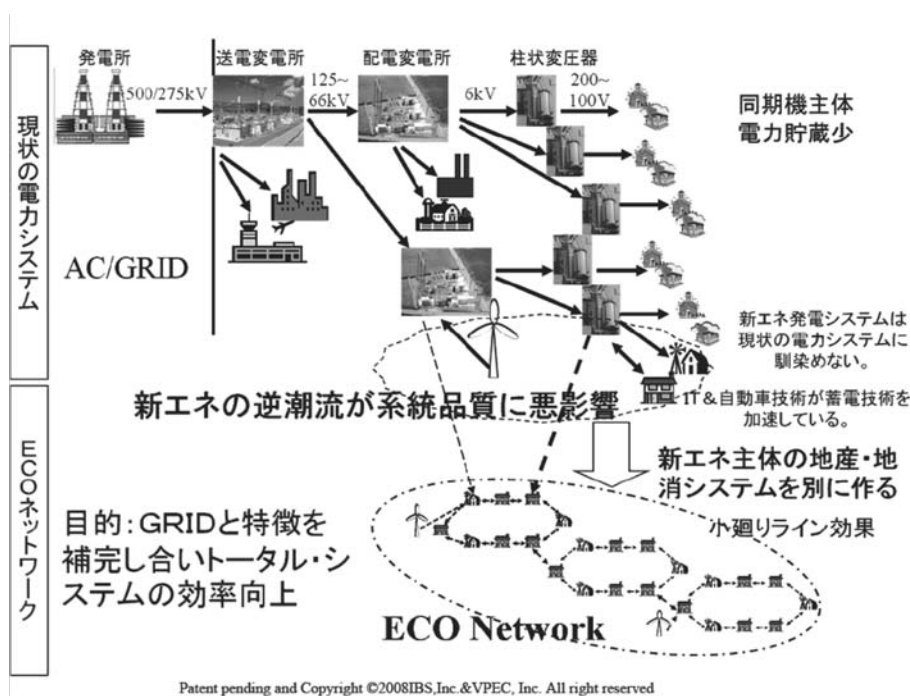 発電所
送電変電所
配電変電所
柱状変圧器
500/275kV
125~
66kV
6kV
200~
100V
現状の電力システム
同期機主体
電力貯蔵少
AC/GRID
新エネ発電システムは
現状の電力システムに
馴染めない。
IT&自動車技術が蓄電技術を
加速している。
新エネの逆潮流が系統品質に悪影響
新エネ主体の地産・地
消システムを別に作る
小廻りライン効果
ECOネットワーク
目的:GRIDと特徴を
補完し合いトータル・シ
ステムの効率向上
ECO Network
Patent pending and Copyright ©2008IBS,Inc.&VPEC, Inc. All right reserved